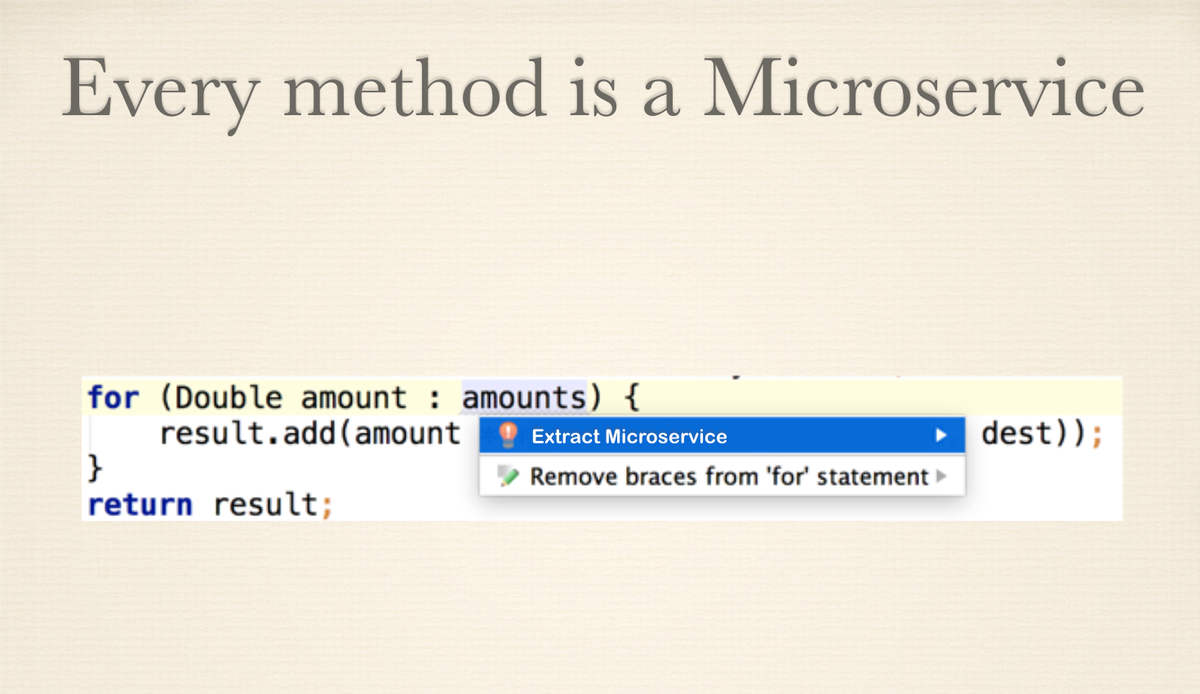 Every method is a Microservice
for (Double amount : amounts) {
result.add(amount dest));
Extract Microservice
}
Remove braces from 'for' statement
return result;